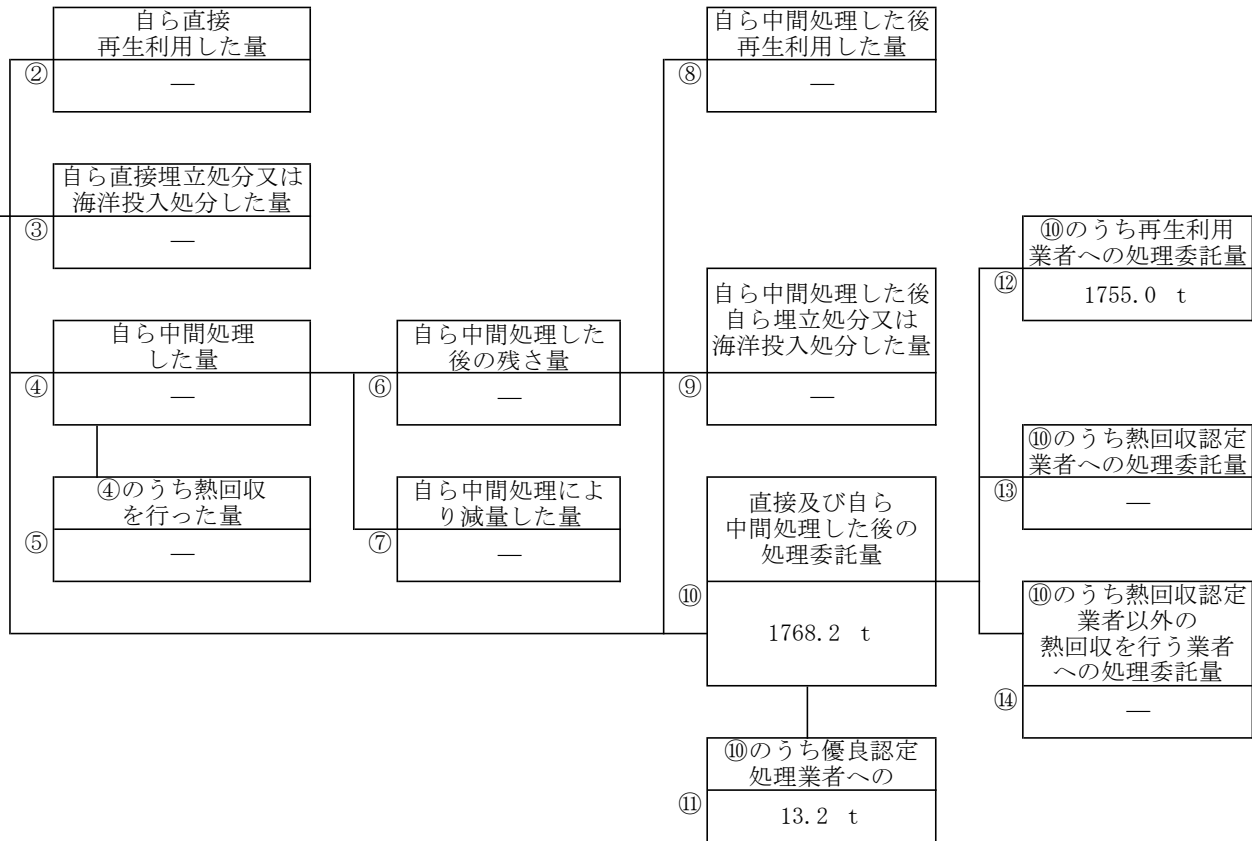 自ら直接
再生利用した量
②
―
自ら直接埋立処分又は
海洋投入処分した量
③
―
自ら中間処理
した量
④
―
④のうち熱回収
を行った量
⑤
―
自ら中間処理した
後の残さ量
⑥
―
自ら中間処理によ
り減量した量
⑦
―
自ら中間処理した後
再生利用した量
⑧
―
自ら中間処理した後
自ら埋立処分又は
海洋投入処分した量
⑨
―
直接及び自ら
中間処理した後の
処理委託量
⑩
1768.2 t
⑩のうち優良認定
処理業者への
⑪
13.2 t
⑩のうち再生利用
業者への処理委託量
⑫
1755.0 t
⑩のうち熱回収認定
業者への処理委託量
⑬
―
⑩のうち熱回収認定
業者以外の
熱回収を行う業者
への処理委託量
⑭
―